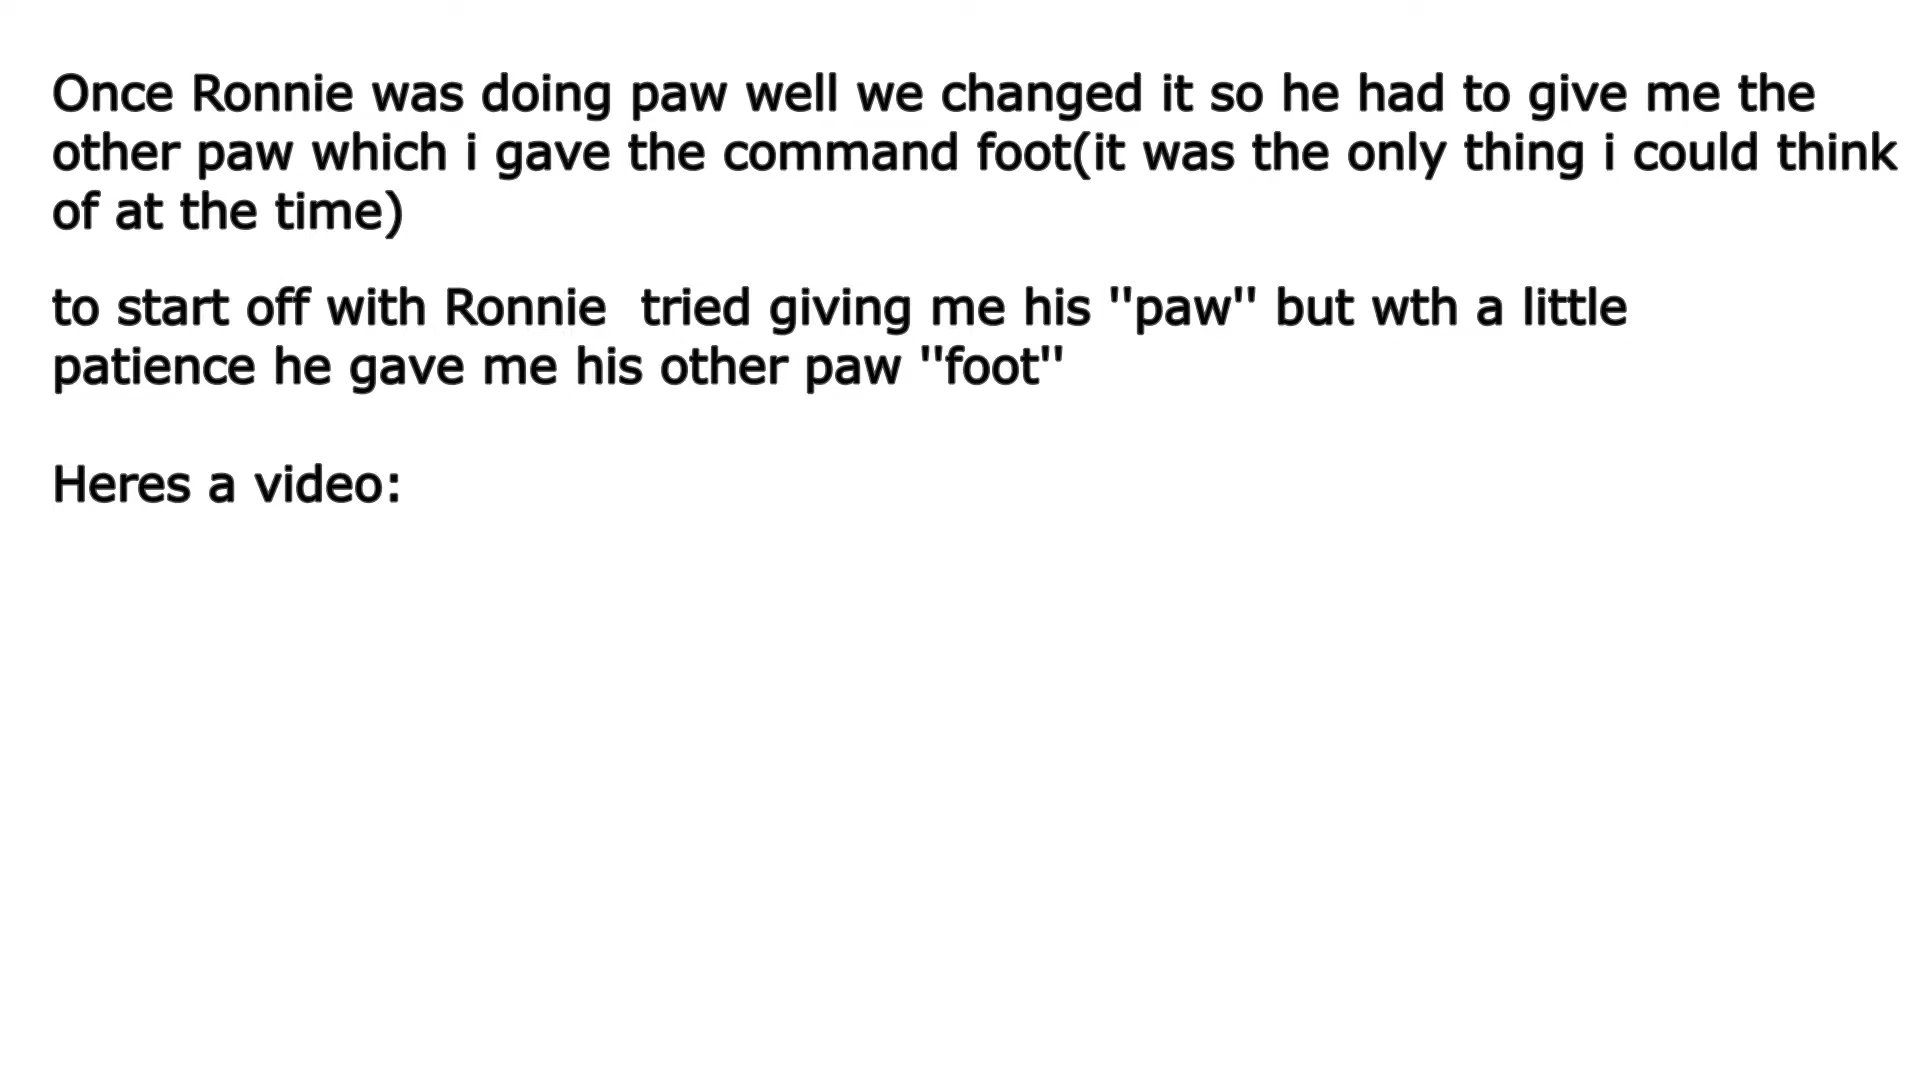 Once Ronnie was doing paw well we changed it so he had to give me the
other paw which i gave the command foot(it was the only thing i could think
of at the time)
to start off with Ronnie  tried giving me his ''paw'' but wth a little
patience he gave me his other paw ''foot''
Heres a video: